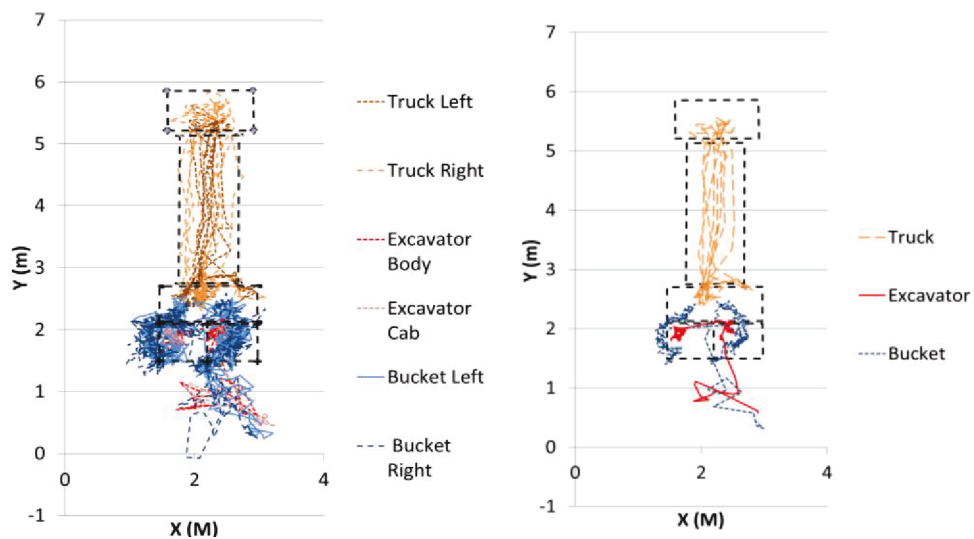 7
6
5
4
3
2
1
0
-1
0
2
4
Y (m)
X (M)
Truck Left
Truck Right
Excavator
Body
Excavator
Cab
Bucket Left
Bucket
Right
7
6
5
4
3
2
1
0
-1
0
2
4
Y (m)
X (M)
Truck
Excavator
Bucket